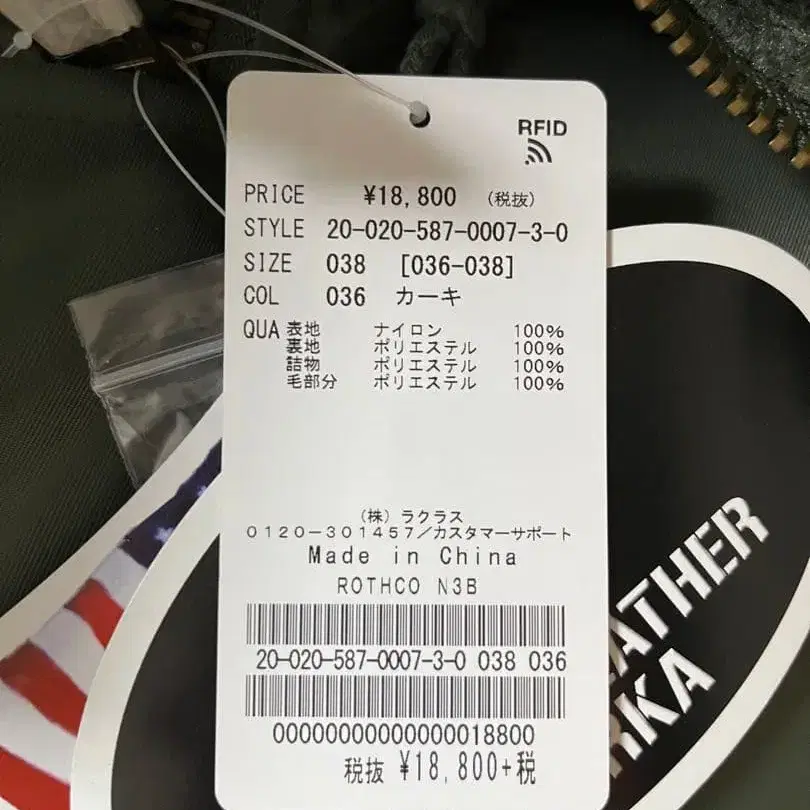 RFID
PRICE ¥18,800 (税抜)
STYLE 20-020-587-0007-3-0
SIZE 038 [036-038]
COL 036 カーキ
QUA 表地 ナイロン 100%
裏地 ポリエステル 100%
詰物 ポリエステル 100%
毛部分 ポリエステル 100%
(株) ラクラス
0120-301457/カスタマーサポート
Made in China
ROTHCO N3B
20-020-587-0007-3-0 038 036
00000000000000018800
税抜 ¥18,800+税